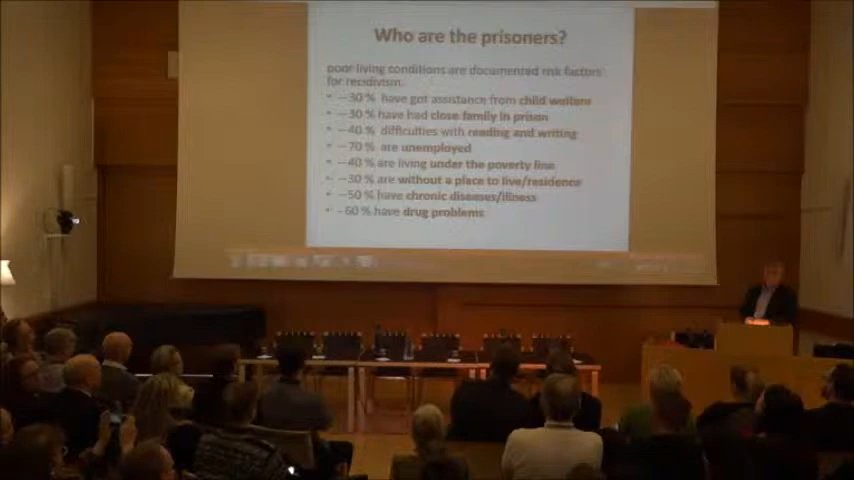 Who are the prisoners?
poor living conditions are documented risk factors
for recidivism.
• ~30 % have got assistance from child welfare
• ~30 % have had close family in prison
• ~40 % difficulties with reading and writing
• ~70 % are unemployed
• ~40 % are living under the poverty line
• ~30 % are without a place to live/residence
• ~50 % have chronic diseases/illness
• ~60 % have drug problems